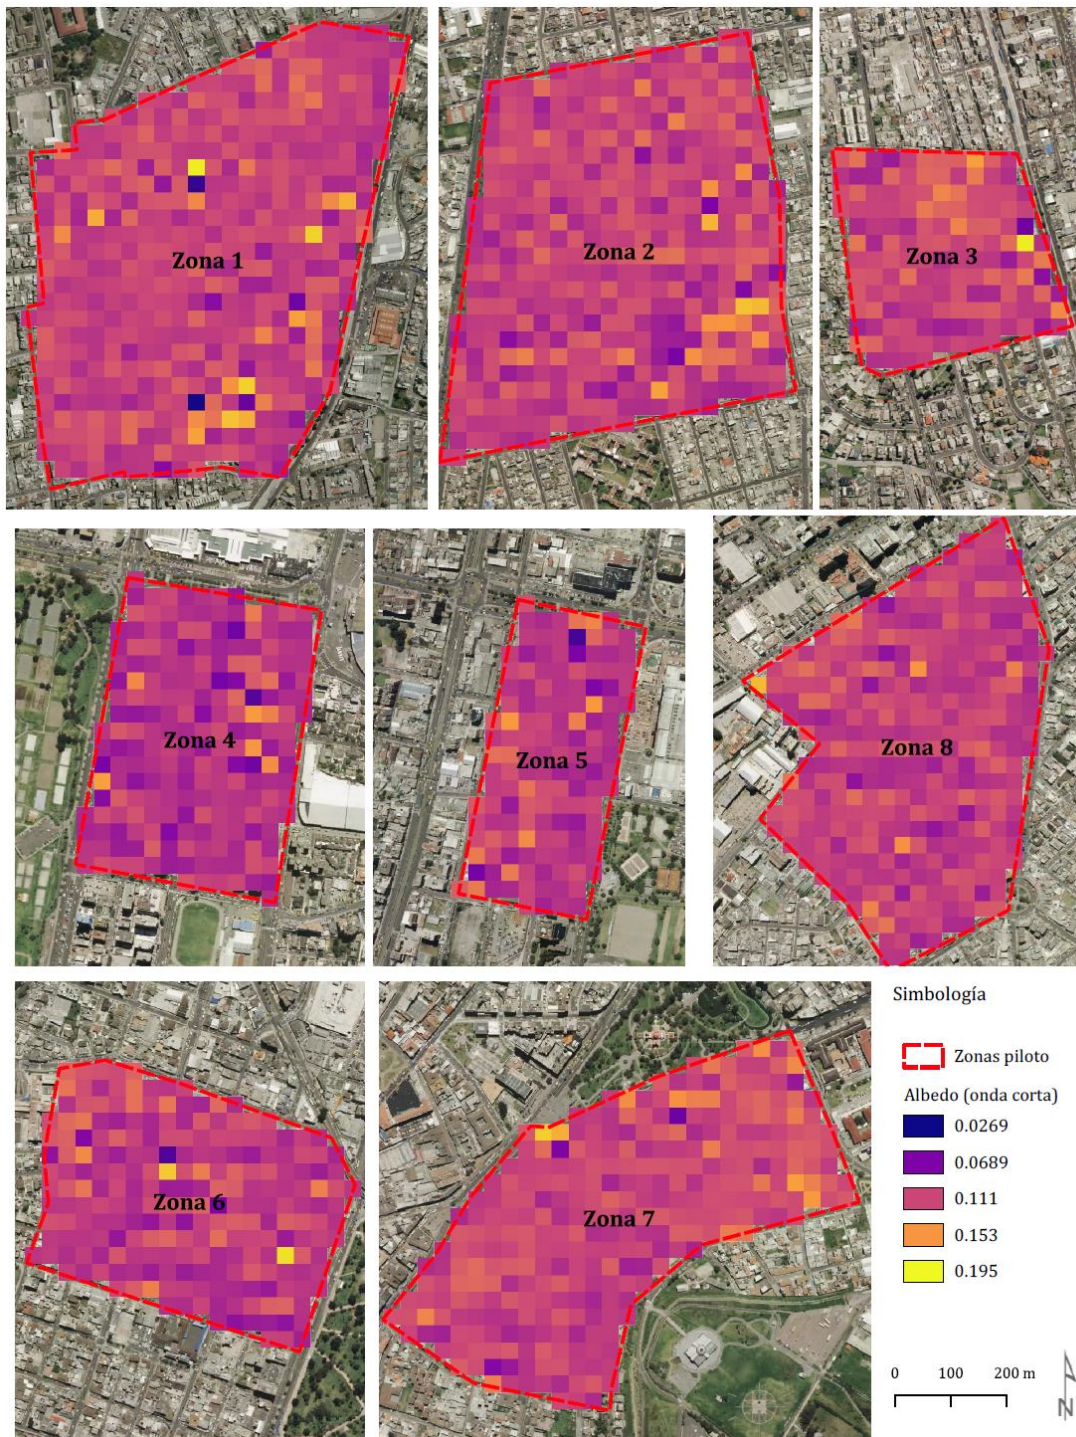 Zona 1
Zona 2
Zona 3
Zona 4
Zona 5
Zona 8
Zona 6
Zona 7
Simbología
Zonas piloto
Albedo (onda corta)
0.0269
0.0689
0.111
0.153
0.195
0 100 200 m
N